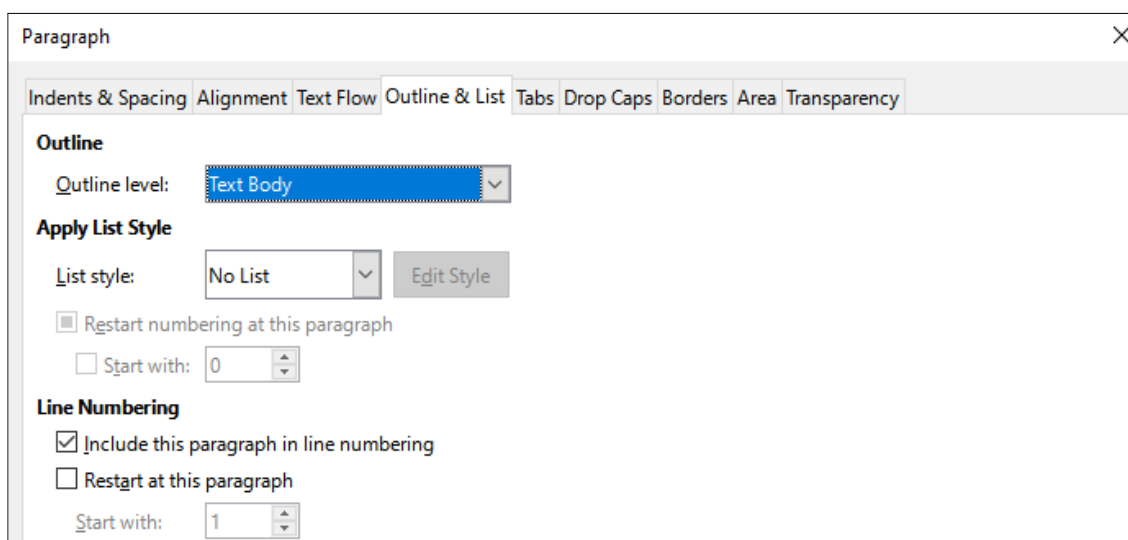 Paragraph
Indents & Spacing Alignment Text Flow Outline & List Tabs Drop Caps Borders Area Transparency
Outline
Outline level: Text Body
Apply List Style
List style: No List Edit Style
Restart numbering at this paragraph
Start with: 0
Line Numbering
Include this paragraph in line numbering
Restart at this paragraph
Start with: 1